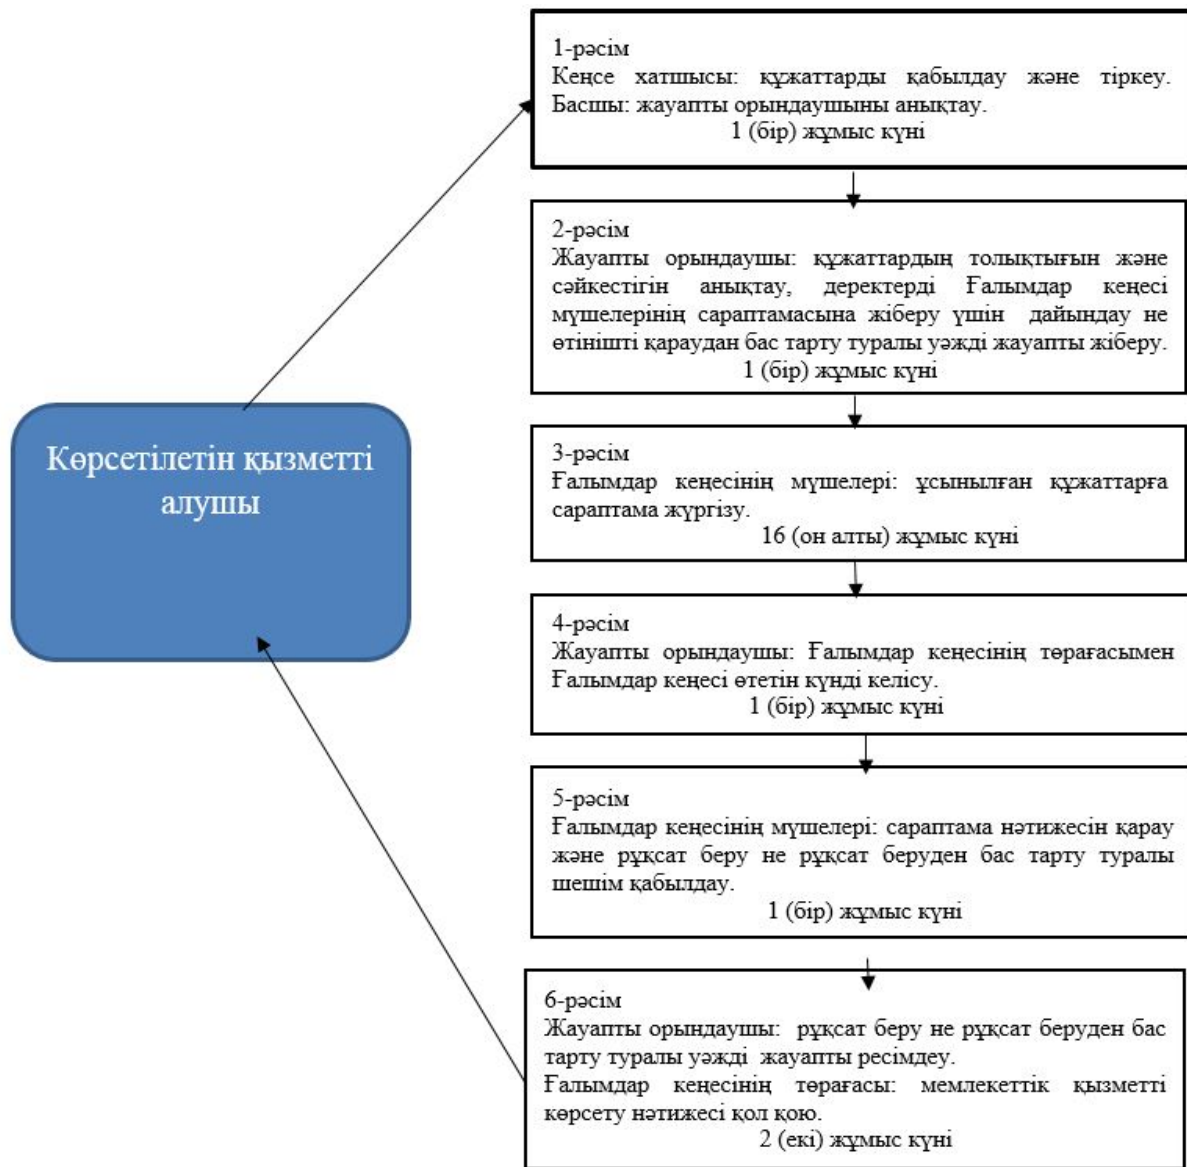 Көрсетілетін қызметті
алушы
1-рәсім
Кеңсе хатшысы: құжаттарды қабылдау және тіркеу.
Басшы: жауапты орындаушыны анықтау.
1 (бір) жұмыс күні
2-рәсім
Жауапты орындаушы: құжаттардың толықтығын және
сәйкестігін анықтау, деректерді Ғалымдар кеңесі
мүшелерінің сараптамасына жіберу үшін дайындау не
өтінішті қараудан бас тарту туралы уәжді жауапты жіберу.
1 (бір) жұмыс күні
3-рәсім
Ғалымдар кеңесінің мүшелері: ұсынылған құжаттарға
сараптама жүргізу.
16 (он алты) жұмыс күні
4-рәсім
Жауапты орындаушы: Ғалымдар кеңесінің төрағасымен
Ғалымдар кеңесі өтетін күнді келісу.
1 (бір) жұмыс күні
5-рәсім
Ғалымдар кеңесінің мүшелері: сараптама нәтижесін қарау
және рұқсат беру не рұқсат беруден бас тарту туралы
шешім қабылдау.
1 (бір) жұмыс күні
6-рәсім
Жауапты орындаушы: рұқсат беру не рұқсат беруден бас
тарту туралы уәжді жауапты ресімдеу.
Ғалымдар кеңесінің төрағасы: мемлекеттік қызметті
көрсету нәтижесі қол қою.
2 (екі) жұмыс күні